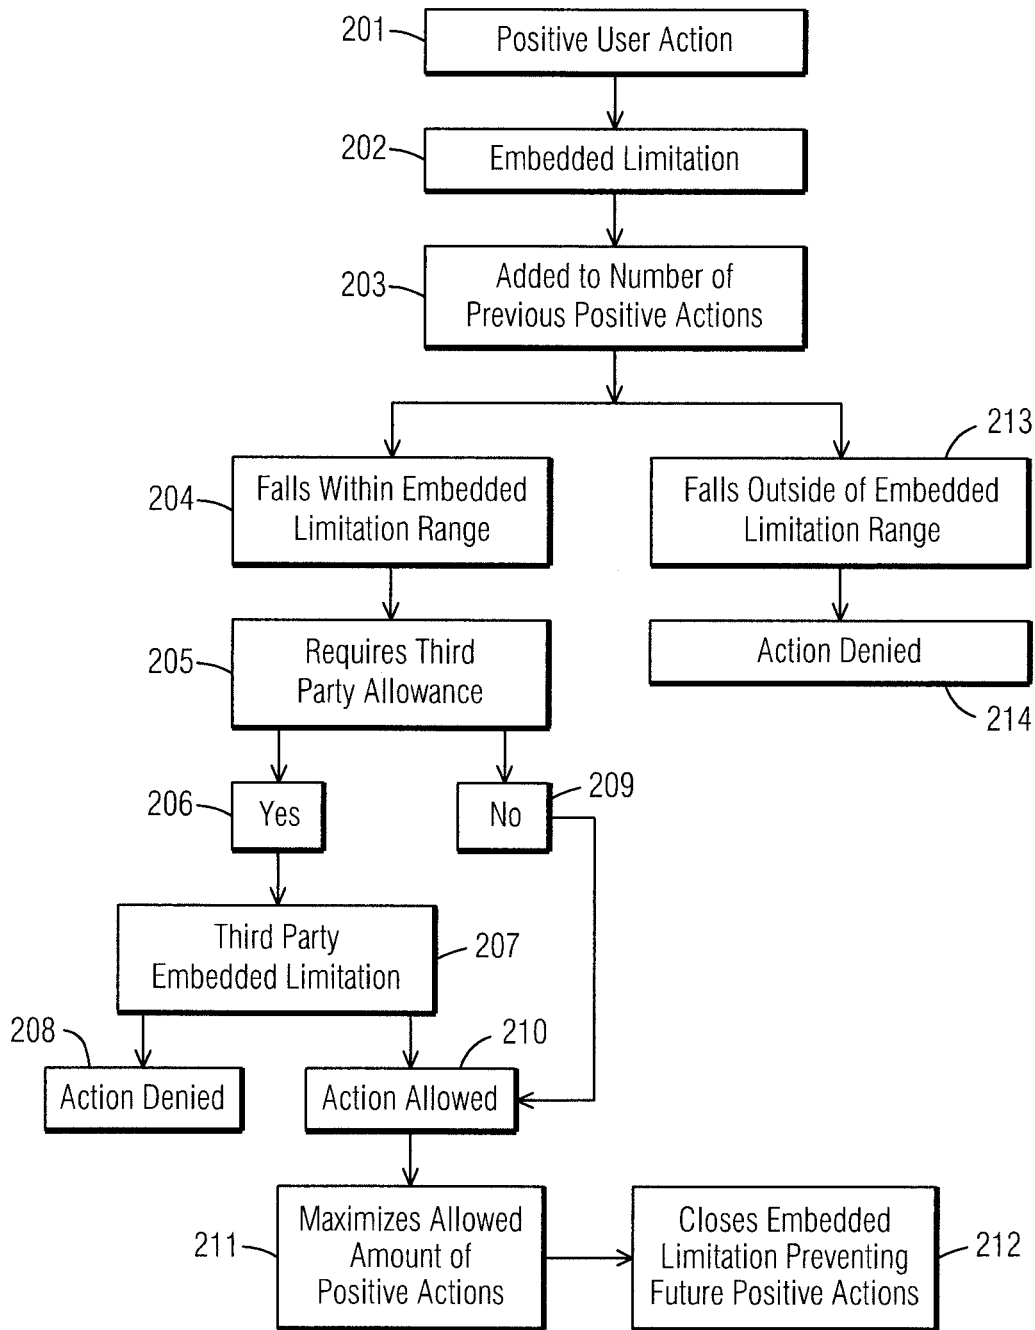 201
Positive User Action
202
Embedded Limitation
203
Added to Number of
Previous Positive Actions
204
Falls Within Embedded
Limitation Range
213
Falls Outside of Embedded
Limitation Range
205
Requires Third
Party Allowance
Action Denied
214
206
Yes
No
209
Third Party
Embedded Limitation
207
208
Action Denied
210
Action Allowed
211
Maximizes Allowed
Amount of
Positive Actions
Closes Embedded
Limitation Preventing
Future Positive Actions
212